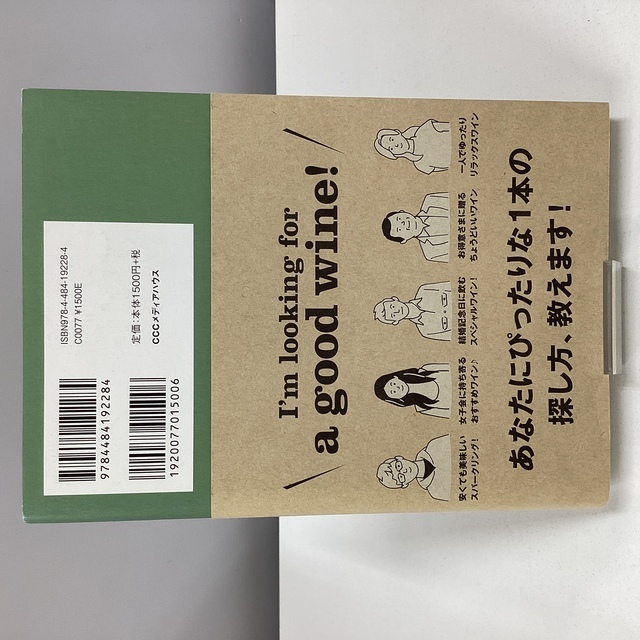 I'm looking for
a good wine!
安くても美味しい
スパークリング!
女子会に持ち寄る
おすすめワイン♪
結婚記念日に飲む
スペシャルワイン!
お得意さまに贈る
ちょうどいいワイン
一人でゆったり
リラックスワイン
あなたにぴったりな1本の
探し方、教えます!
ISBN978-4-484-19228-4
C0077 ¥1500E
定価:本体1500円+税
CCCメディアハウス
9784484192284
1920077015006